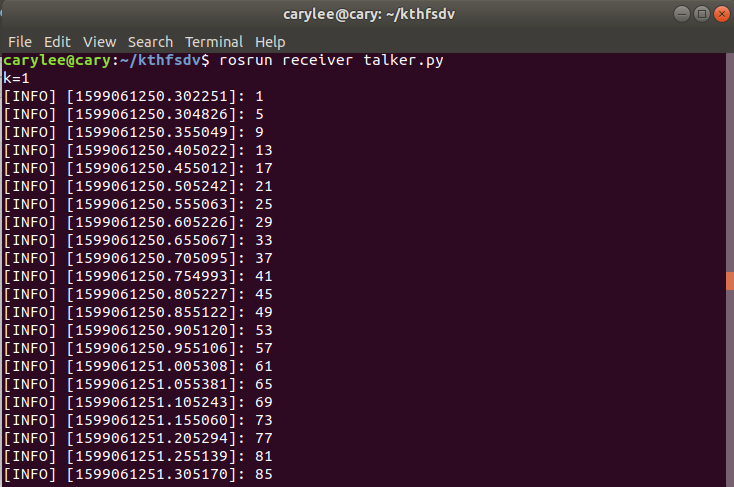 carylee@cary: ~/kthfsdv
File Edit View Search Terminal Help
carylee@cary:~/kthfsdv$ rosrun receiver talker.py
k=1
[INFO] [1599061250.302251]: 1
[INFO] [1599061250.304826]: 5
[INFO] [1599061250.355049]: 9
[INFO] [1599061250.405022]: 13
[INFO] [1599061250.455012]: 17
[INFO] [1599061250.505242]: 21
[INFO] [1599061250.555063]: 25
[INFO] [1599061250.605226]: 29
[INFO] [1599061250.655067]: 33
[INFO] [1599061250.705095]: 37
[INFO] [1599061250.754993]: 41
[INFO] [1599061250.805227]: 45
[INFO] [1599061250.855122]: 49
[INFO] [1599061250.905120]: 53
[INFO] [1599061250.955106]: 57
[INFO] [1599061251.005308]: 61
[INFO] [1599061251.055381]: 65
[INFO] [1599061251.105243]: 69
[INFO] [1599061251.155060]: 73
[INFO] [1599061251.205294]: 77
[INFO] [1599061251.255139]: 81
[INFO] [1599061251.305170]: 85